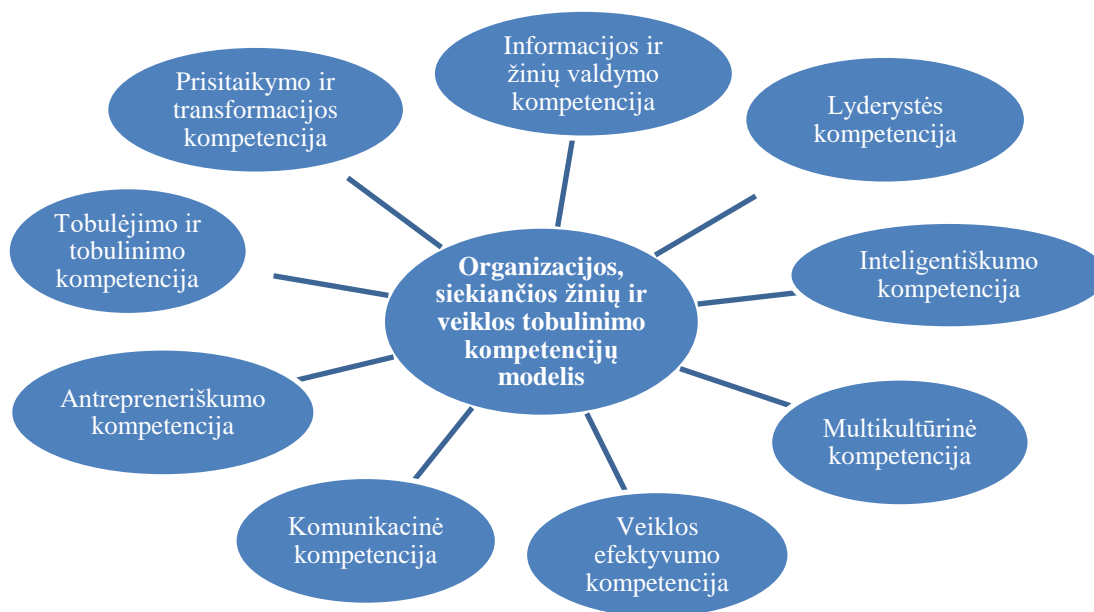 Informacijos ir
žinių valdymo
kompetencija
Prisitaikymo ir
transformacijos
kompetencija
Lyderystės
kompetencija
Tobulėjimo ir
tobulinimo
kompetencija
Inteligentiškumo
kompetencija
Organizacijos,
siekiančios žinių ir
veiklos tobulinimo
kompetencijų
modelis
Antrepreneriškumo
kompetencija
Multikultūrinė
kompetencija
Komunikacinė
kompetencija
Veiklos
efektyvumo
kompetencija